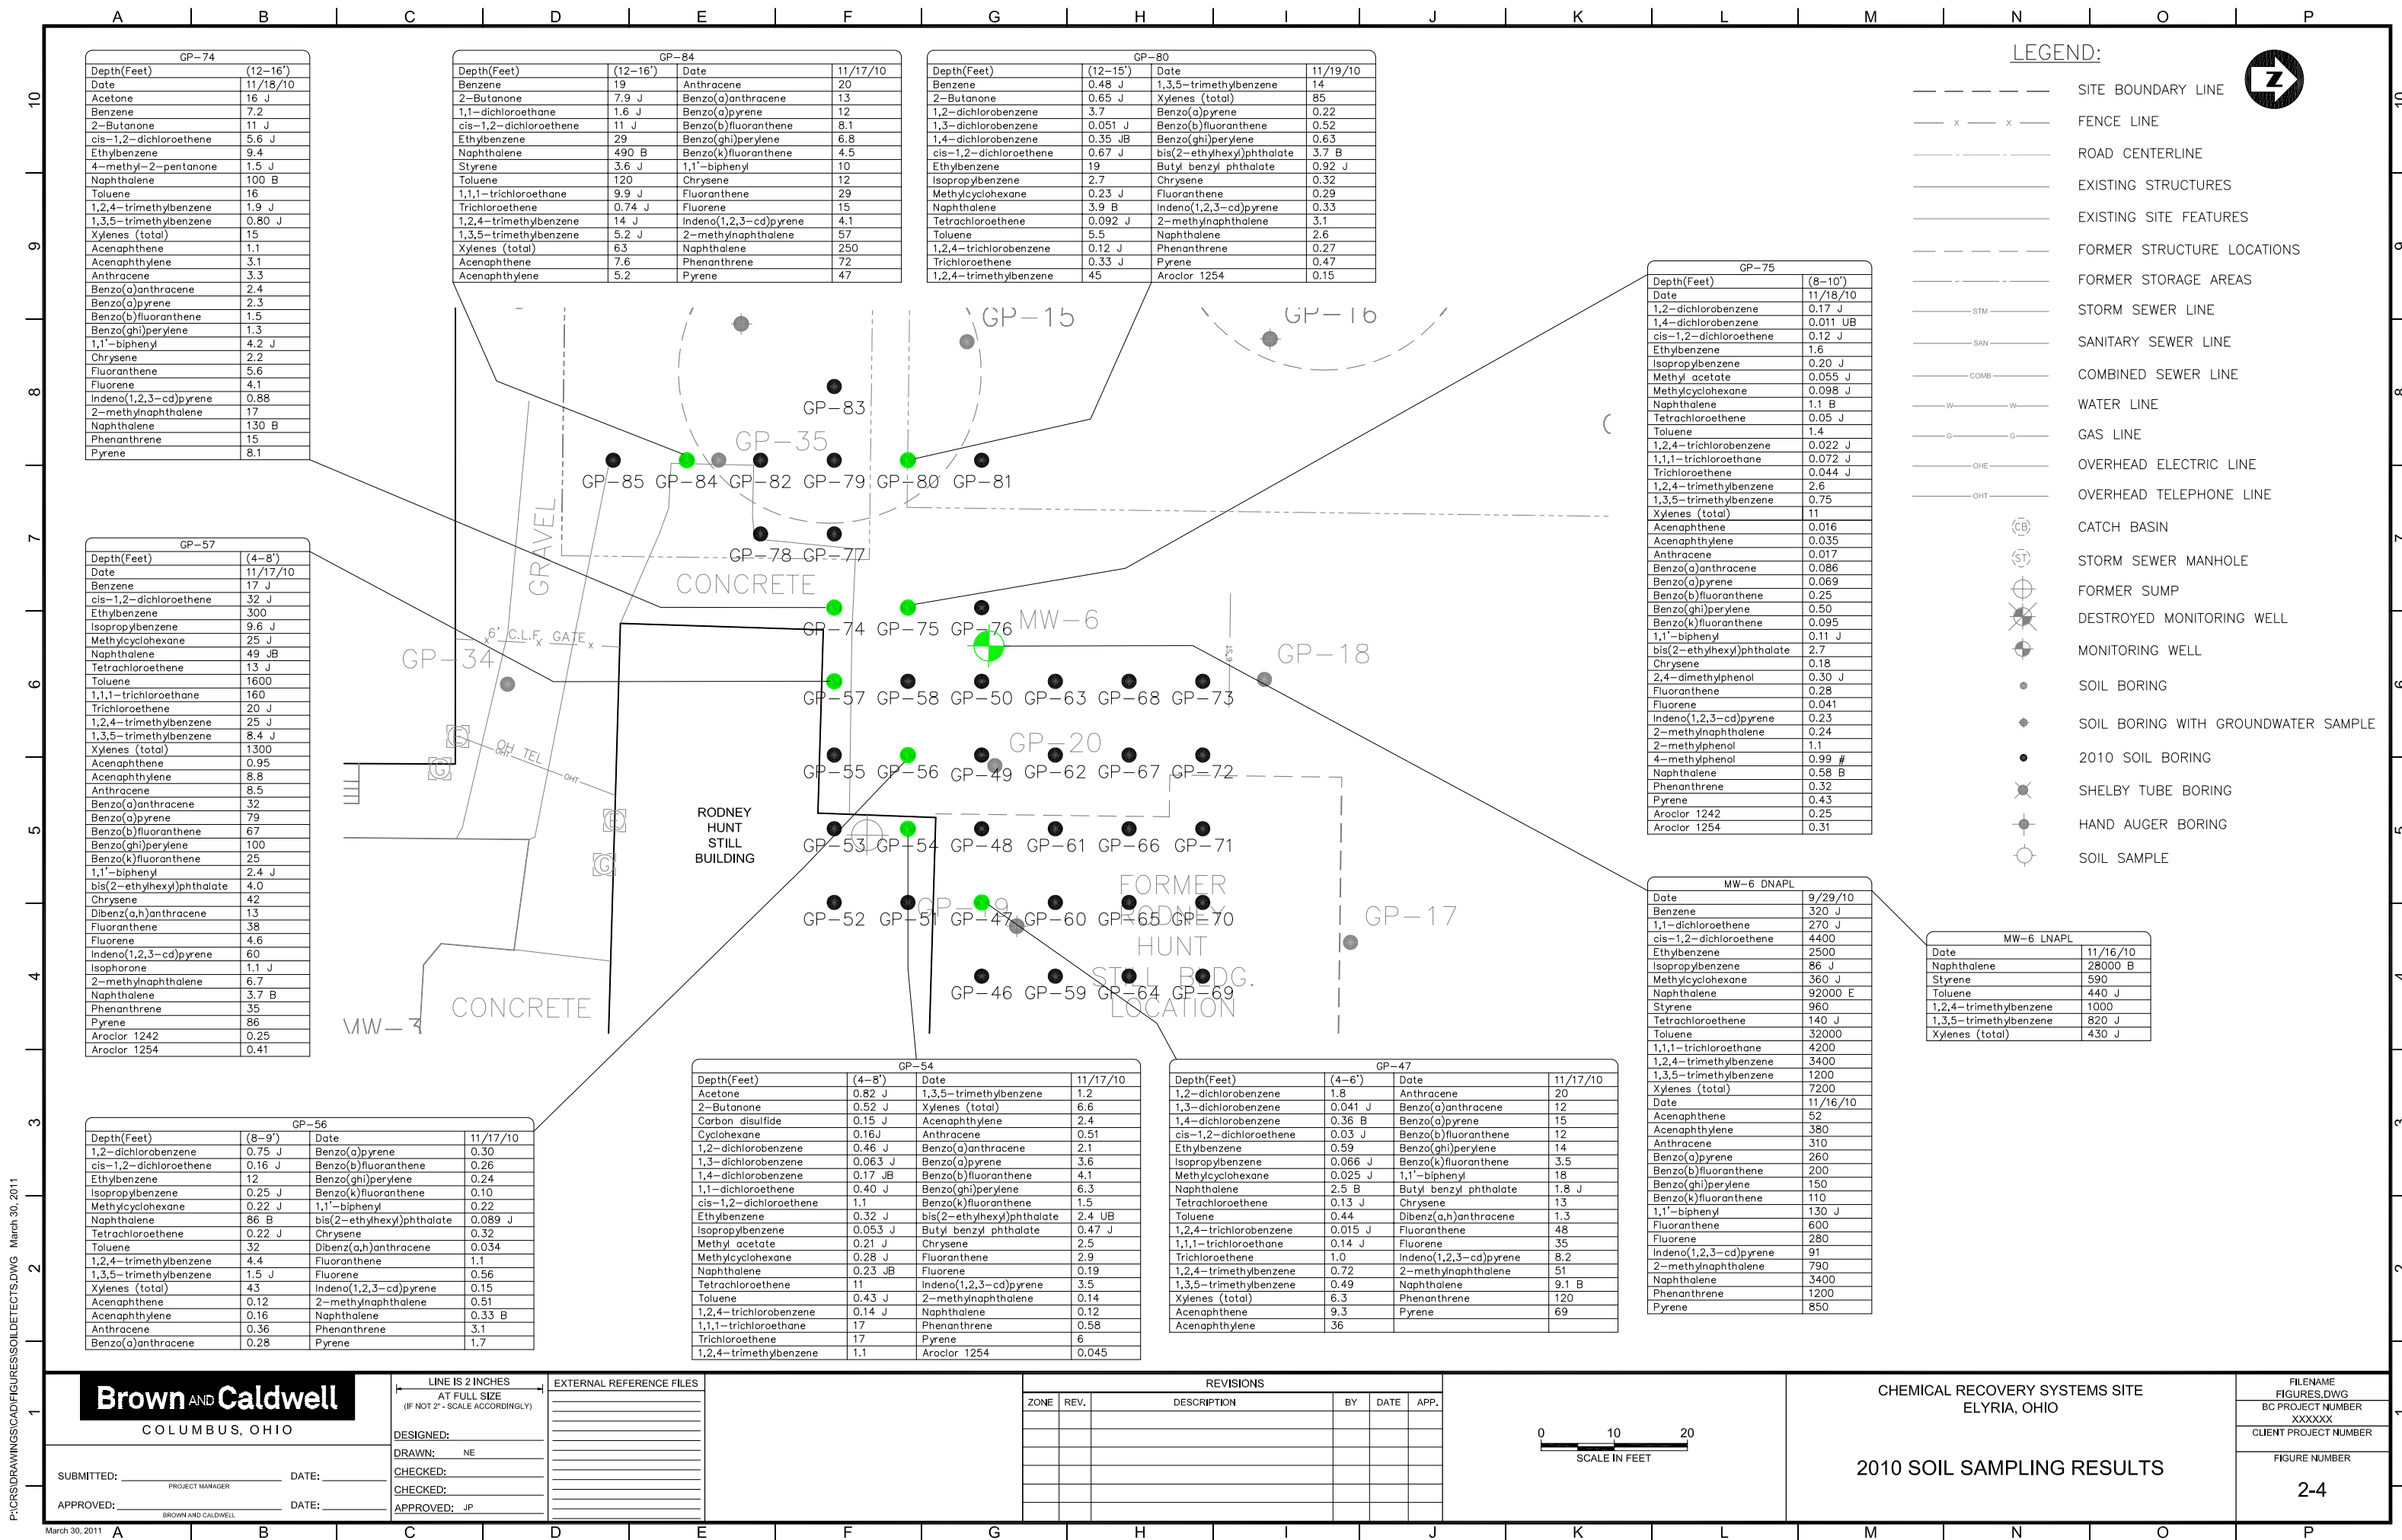 A B C D E F G H I J K L M N O P
GP-74
Depth(Feet) (12-16')
Date 11/18/10
Acetone 16 J
Benzene 7.2
2-Butanone 11 J
cis-1,2-dichloroethene 5.6 J
Ethylbenzene 9.4
4-methyl-2-pentanone 1.5 J
Naphthalene 100 B
Toluene 16
1,2,4-trimethylbenzene 1.9 J
1,3,5-trimethylbenzene 0.80 J
Xylenes (total) 15
Acenaphthene 1.1
Acenaphthylene 3.1
Anthracene 3.3
Benzo(a)anthracene 2.4
Benzo(a)pyrene 2.3
Benzo(b)fluoranthene 1.5
Benzo(ghi)perylene 1.3
1,1'-biphenyl 4.2 J
Chrysene 2.2
Fluoranthene 5.6
Fluorene 4.1
Indeno(1,2,3-cd)pyrene 0.88
2-methylnaphthalene 17
Naphthalene 130 B
Phenanthrene 15
Pyrene 8.1
GP-84
Depth(Feet) (12-16') Date 11/17/10
Benzene 19 Anthracene 20
2-Butanone 7.9 J Benzo(a)anthracene 13
1,1-dichloroethane 1.6 J Benzo(a)pyrene 12
cis-1,2-dichloroethene 11 J Benzo(b)fluoranthene 8.1
Ethylbenzene 29 Benzo(ghi)perylene 6.8
Naphthalene 490 B Benzo(k)fluoranthene 4.5
Styrene 3.6 J 1,1'-biphenyl 10
Toluene 120 Chrysene 12
1,1,1-trichloroethane 9.9 J Fluoranthene 29
Trichloroethene 0.74 J Fluorene 15
1,2,4-trimethylbenzene 14 J Indeno(1,2,3-cd)pyrene 4.1
1,3,5-trimethylbenzene 5.2 J 2-methylnaphthalene 57
Xylenes (total) 63 Naphthalene 250
Acenaphthene 7.6 Phenanthrene 72
Acenaphthylene 5.2 Pyrene 47
GP-80
Depth(Feet) (12-15') Date 11/19/10
Benzene 0.48 J 1,3,5-trimethylbenzene 14
2-Butanone 0.65 J Xylenes (total) 85
1,2-dichlorobenzene 3.7 Benzo(a)pyrene 0.22
1,3-dichlorobenzene 0.051 J Benzo(b)fluoranthene 0.52
1,4-dichlorobenzene 0.35 JB Benzo(ghi)perylene 0.63
cis-1,2-dichloroethene 0.67 J bis(2-ethylhexyl)phthalate 3.7 B
Ethylbenzene 19 Butyl benzyl phthalate 0.92 J
Isopropylbenzene 2.7 Chrysene 0.32
Methylcyclohexane 0.23 J Fluoranthene 0.29
Naphthalene 3.9 B Indeno(1,2,3-cd)pyrene 0.33
Tetrachloroethene 0.092 J 2-methylnaphthalene 3.1
Toluene 5.5 Naphthalene 2.6
1,2,4-trichlorobenzene 0.12 J Phenanthrene 0.27
Trichloroethene 0.33 J Pyrene 0.47
1,2,4-trimethylbenzene 45 Aroclor 1254 0.15
LEGEND:
Z
SITE BOUNDARY LINE
x x FENCE LINE
ROAD CENTERLINE
EXISTING STRUCTURES
EXISTING SITE FEATURES
FORMER STRUCTURE LOCATIONS
FORMER STORAGE AREAS
STM STORM SEWER LINE
SAN SANITARY SEWER LINE
COMB COMBINED SEWER LINE
W W WATER LINE
G G GAS LINE
OHE OVERHEAD ELECTRIC LINE
OHT OVERHEAD TELEPHONE LINE
CB CATCH BASIN
ST STORM SEWER MANHOLE
FORMER SUMP
DESTROYED MONITORING WELL
MONITORING WELL
SOIL BORING
SOIL BORING WITH GROUNDWATER SAMPLE
2010 SOIL BORING
SHELBY TUBE BORING
HAND AUGER BORING
SOIL SAMPLE
GP-75
Depth(Feet) (8-10')
Date 11/18/10
1,2-dichlorobenzene 0.17 J
1,4-dichlorobenzene 0.011 UB
cis-1,2-dichloroethene 0.12 J
Ethylbenzene 1.6
Isopropylbenzene 0.20 J
Methyl acetate 0.055 J
Methylcyclohexane 0.098 J
Naphthalene 1.1 B
Tetrachloroethene 0.05 J
Toluene 1.4
1,2,4-trichlorobenzene 0.022 J
1,1,1-trichloroethane 0.072 J
Trichloroethene 0.044 J
1,2,4-trimethylbenzene 2.6
1,3,5-trimethylbenzene 0.75
Xylenes (total) 11
Acenaphthene 0.016
Acenaphthylene 0.035
Anthracene 0.017
Benzo(a)anthracene 0.086
Benzo(a)pyrene 0.069
Benzo(b)fluoranthene 0.25
Benzo(ghi)perylene 0.50
Benzo(k)fluoranthene 0.095
1,1'-biphenyl 0.11 J
bis(2-ethylhexyl)phthalate 2.7
Chrysene 0.18
2,4-dimethylphenol 0.30 J
Fluoranthene 0.28
Fluorene 0.041
Indeno(1,2,3-cd)pyrene 0.23
2-methylnaphthalene 0.24
2-methylphenol 1.1
4-methylphenol 0.99 #
Naphthalene 0.58 B
Phenanthrene 0.32
Pyrene 0.43
Aroclor 1242 0.25
Aroclor 1254 0.31
GP-15 GP-16
GP-83
GP-35
GP-85 GP-84 GP-82 GP-79 GP-80 GP-81
GRAVEL
GP-78 GP-77
CONCRETE
GP-74 GP-75 GP-76 MW-6
6' C.L.F. GATE
GP-34 GP-18
6"ST
GP-57 GP-58 GP-50 GP-63 GP-68 GP-73
OH TEL
OHT OHT
GP-20
GP-55 GP-56 GP-49 GP-62 GP-67 GP-72
G
E
G
RODNEY
HUNT
STILL
BUILDING
GP-53 GP-54 GP-48 GP-61 GP-66 GP-71
FORMER
RODNEY
HUNT
STILL BLDG.
LOCATION
GP-19 GP-17
GP-52 GP-51 GP-47 GP-60 GP-65 GP-70
GP-46 GP-59 GP-64 GP-69
CONCRETE
MW-3
GP-57
Depth(Feet) (4-8')
Date 11/17/10
Benzene 17 J
cis-1,2-dichloroethene 32 J
Ethylbenzene 300
Isopropylbenzene 9.6 J
Methylcyclohexane 25 J
Naphthalene 49 JB
Tetrachloroethene 13 J
Toluene 1600
1,1,1-trichloroethane 160
Trichloroethene 20 J
1,2,4-trimethylbenzene 25 J
1,3,5-trimethylbenzene 8.4 J
Xylenes (total) 1300
Acenaphthene 0.95
Acenaphthylene 8.8
Anthracene 8.5
Benzo(a)anthracene 32
Benzo(a)pyrene 79
Benzo(b)fluoranthene 67
Benzo(ghi)perylene 100
Benzo(k)fluoranthene 25
1,1'-biphenyl 2.4 J
bis(2-ethylhexyl)phthalate 4.0
Chrysene 42
Dibenz(a,h)anthracene 13
Fluoranthene 38
Fluorene 4.6
Indeno(1,2,3-cd)pyrene 60
Isophorone 1.1 J
2-methylnaphthalene 6.7
Naphthalene 3.7 B
Phenanthrene 35
Pyrene 86
Aroclor 1242 0.25
Aroclor 1254 0.41
MW-6 DNAPL
Date 9/29/10
Benzene 320 J
1,1-dichloroethene 270 J
cis-1,2-dichloroethene 4400
Ethylbenzene 2500
Isopropylbenzene 86 J
Methylcyclohexane 360 J
Naphthalene 92000 E
Styrene 960
Tetrachloroethene 140 J
Toluene 32000
1,1,1-trichloroethane 4200
1,2,4-trimethylbenzene 3400
1,3,5-trimethylbenzene 1200
Xylenes (total) 7200
Date 11/16/10
Acenaphthene 52
Acenaphthylene 380
Anthracene 310
Benzo(a)pyrene 260
Benzo(b)fluoranthene 200
Benzo(ghi)perylene 150
Benzo(k)fluoranthene 110
1,1'-biphenyl 130 J
Fluoranthene 600
Fluorene 280
Indeno(1,2,3-cd)pyrene 91
2-methylnaphthalene 790
Naphthalene 3400
Phenanthrene 1200
Pyrene 850
MW-6 LNAPL
Date 11/16/10
Naphthalene 28000 B
Styrene 590
Toluene 440 J
1,2,4-trimethylbenzene 1000
1,3,5-trimethylbenzene 820 J
Xylenes (total) 430 J
GP-56
Depth(Feet) (8-9') Date 11/17/10
1,2-dichlorobenzene 0.75 J Benzo(a)pyrene 0.30
cis-1,2-dichloroethene 0.16 J Benzo(b)fluoranthene 0.26
Ethylbenzene 12 Benzo(ghi)perylene 0.24
Isopropylbenzene 0.25 J Benzo(k)fluoranthene 0.10
Methylcyclohexane 0.22 J 1,1'-biphenyl 0.22
Naphthalene 86 B bis(2-ethylhexyl)phthalate 0.089 J
Tetrachloroethene 0.22 J Chrysene 0.32
Toluene 32 Dibenz(a,h)anthracene 0.034
1,2,4-trimethylbenzene 4.4 Fluoranthene 1.1
1,3,5-trimethylbenzene 1.5 J Fluorene 0.56
Xylenes (total) 43 Indeno(1,2,3-cd)pyrene 0.15
Acenaphthene 0.12 2-methylnaphthalene 0.51
Acenaphthylene 0.16 Naphthalene 0.33 B
Anthracene 0.36 Phenanthrene 3.1
Benzo(a)anthracene 0.28 Pyrene 1.7
GP-54
Depth(Feet) (4-8') Date 11/17/10
Acetone 0.82 J 1,3,5-trimethylbenzene 1.2
2-Butanone 0.52 J Xylenes (total) 6.6
Carbon disulfide 0.15 J Acenaphthylene 2.4
Cyclohexane 0.16J Anthracene 0.51
1,2-dichlorobenzene 0.46 J Benzo(a)anthracene 2.1
1,3-dichlorobenzene 0.063 J Benzo(a)pyrene 3.6
1,4-dichlorobenzene 0.17 JB Benzo(b)fluoranthene 4.1
1,1-dichloroethene 0.40 J Benzo(ghi)perylene 6.3
cis-1,2-dichloroethene 1.1 Benzo(k)fluoranthene 1.5
Ethylbenzene 0.32 J bis(2-ethylhexyl)phthalate 2.4 UB
Isopropylbenzene 0.053 J Butyl benzyl phthalate 0.47 J
Methyl acetate 0.21 J Chrysene 2.5
Methylcyclohexane 0.28 J Fluoranthene 2.9
Naphthalene 0.23 JB Fluorene 0.19
Tetrachloroethene 11 Indeno(1,2,3-cd)pyrene 3.5
Toluene 0.43 J 2-methylnaphthalene 0.14
1,2,4-trichlorobenzene 0.14 J Naphthalene 0.12
1,1,1-trichloroethane 17 Phenanthrene 0.58
Trichloroethene 17 Pyrene 6
1,2,4-trimethylbenzene 1.1 Aroclor 1254 0.045
GP-47
Depth(Feet) (4-6') Date 11/17/10
1,2-dichlorobenzene 1.8 Anthracene 20
1,3-dichlorobenzene 0.041 J Benzo(a)anthracene 12
1,4-dichlorobenzene 0.36 B Benzo(a)pyrene 15
cis-1,2-dichloroethene 0.03 J Benzo(b)fluoranthene 12
Ethylbenzene 0.59 Benzo(ghi)perylene 14
Isopropylbenzene 0.066 J Benzo(k)fluoranthene 3.5
Methylcyclohexane 0.025 J 1,1'-biphenyl 18
Naphthalene 2.5 B Butyl benzyl phthalate 1.8 J
Tetrachloroethene 0.13 J Chrysene 13
Toluene 0.44 Dibenz(a,h)anthracene 1.3
1,2,4-trichlorobenzene 0.015 J Fluoranthene 48
1,1,1-trichloroethane 0.14 J Fluorene 35
Trichloroethene 1.0 Indeno(1,2,3-cd)pyrene 8.2
1,2,4-trimethylbenzene 0.72 2-methylnaphthalene 51
1,3,5-trimethylbenzene 0.49 Naphthalene 9.1 B
Xylenes (total) 6.3 Phenanthrene 120
Acenaphthene 9.3 Pyrene 69
Acenaphthylene 36
10 9 8 7 6 5 4 3 2 1
10 9 8 7 6 5 4 3 2 1
P:\CRS\DRAWINGS\CAD\FIGURES\SOILDETECTS.DWG March 30, 2011
Brown AND Caldwell
COLUMBUS, OHIO
SUBMITTED: DATE:
PROJECT MANAGER
APPROVED: DATE:
BROWN AND CALDWELL
LINE IS 2 INCHES
AT FULL SIZE
(IF NOT 2" - SCALE ACCORDINGLY)
DESIGNED:
DRAWN: NE
CHECKED:
CHECKED:
APPROVED: JP
EXTERNAL REFERENCE FILES
REVISIONS
ZONE REV. DESCRIPTION BY DATE APP.
0 10 20
SCALE IN FEET
CHEMICAL RECOVERY SYSTEMS SITE
ELYRIA, OHIO
2010 SOIL SAMPLING RESULTS
FILENAME
FIGURES.DWG
BC PROJECT NUMBER
XXXXXX
CLIENT PROJECT NUMBER
FIGURE NUMBER
2-4
March 30, 2011
A B C D E F G H I J K L M N O P